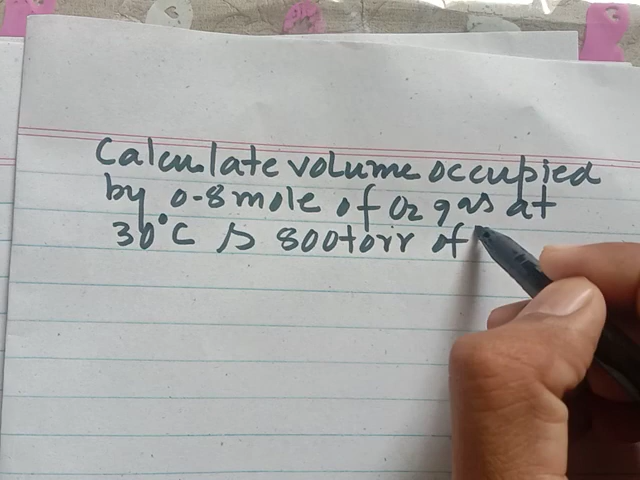 Calculate volume occupied
by 0.8 mole of O2 gas at
30°C & 800torr of